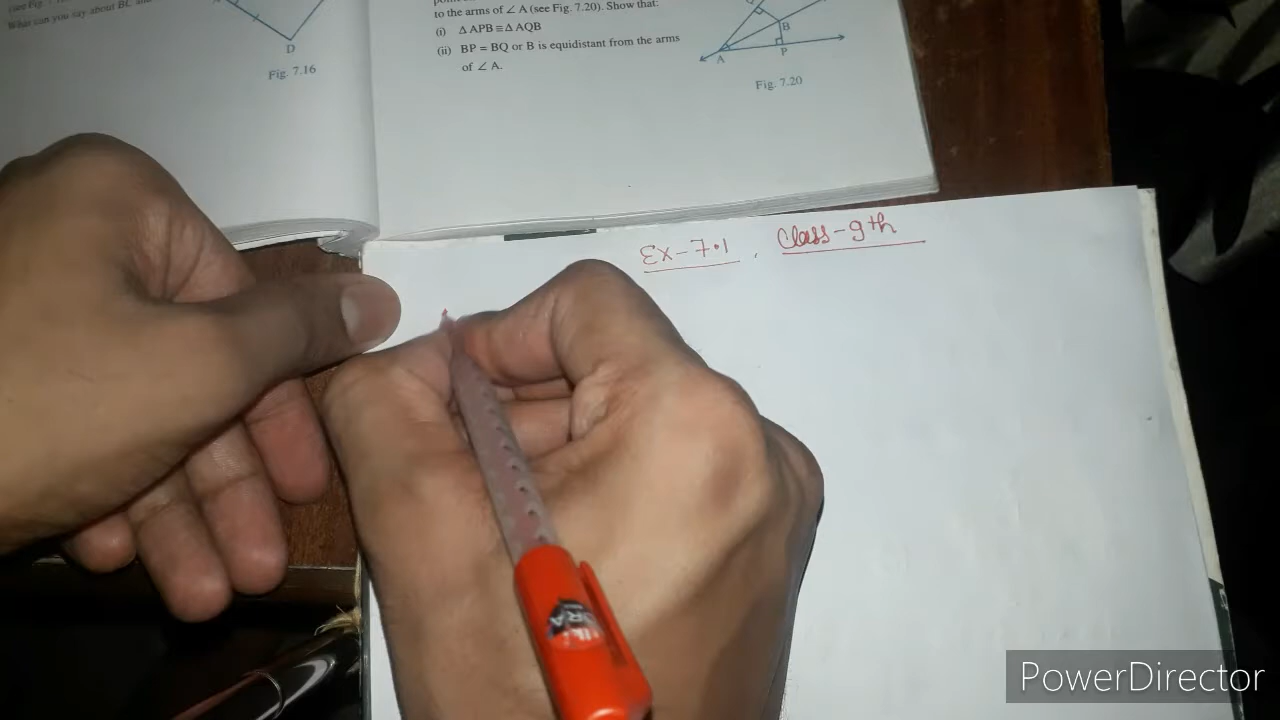 What can you say about BC and
D
Fig. 7.16
to the arms of ∠ A (see Fig. 7.20). Show that:
(i) Δ APB ≅ Δ AQB
(ii) BP = BQ or B is equidistant from the arms
of ∠ A.
B
A
P
Fig. 7.20
Ex-7.1, Class-9th
PowerDirector